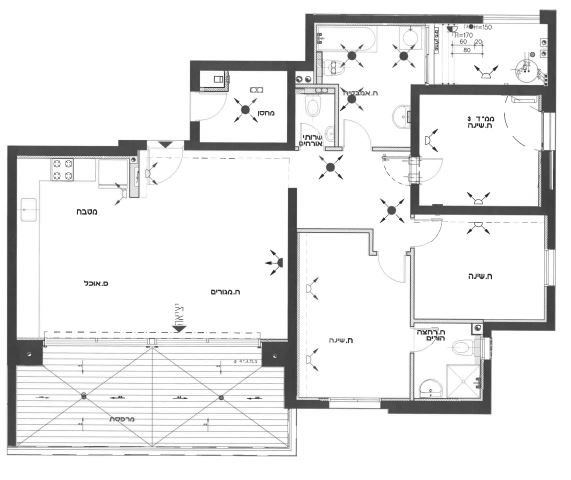 H=150
H=170
60 20
80
ח.אמבטיה
מחסן
שרותי
אורחים
ממ"ד 3
ח.שינה
מטבח
פ.אוכל
ח.מגורים
יציאה
ח.שינה
ח.שינה
ח.רחצה
הורים
מרפסת